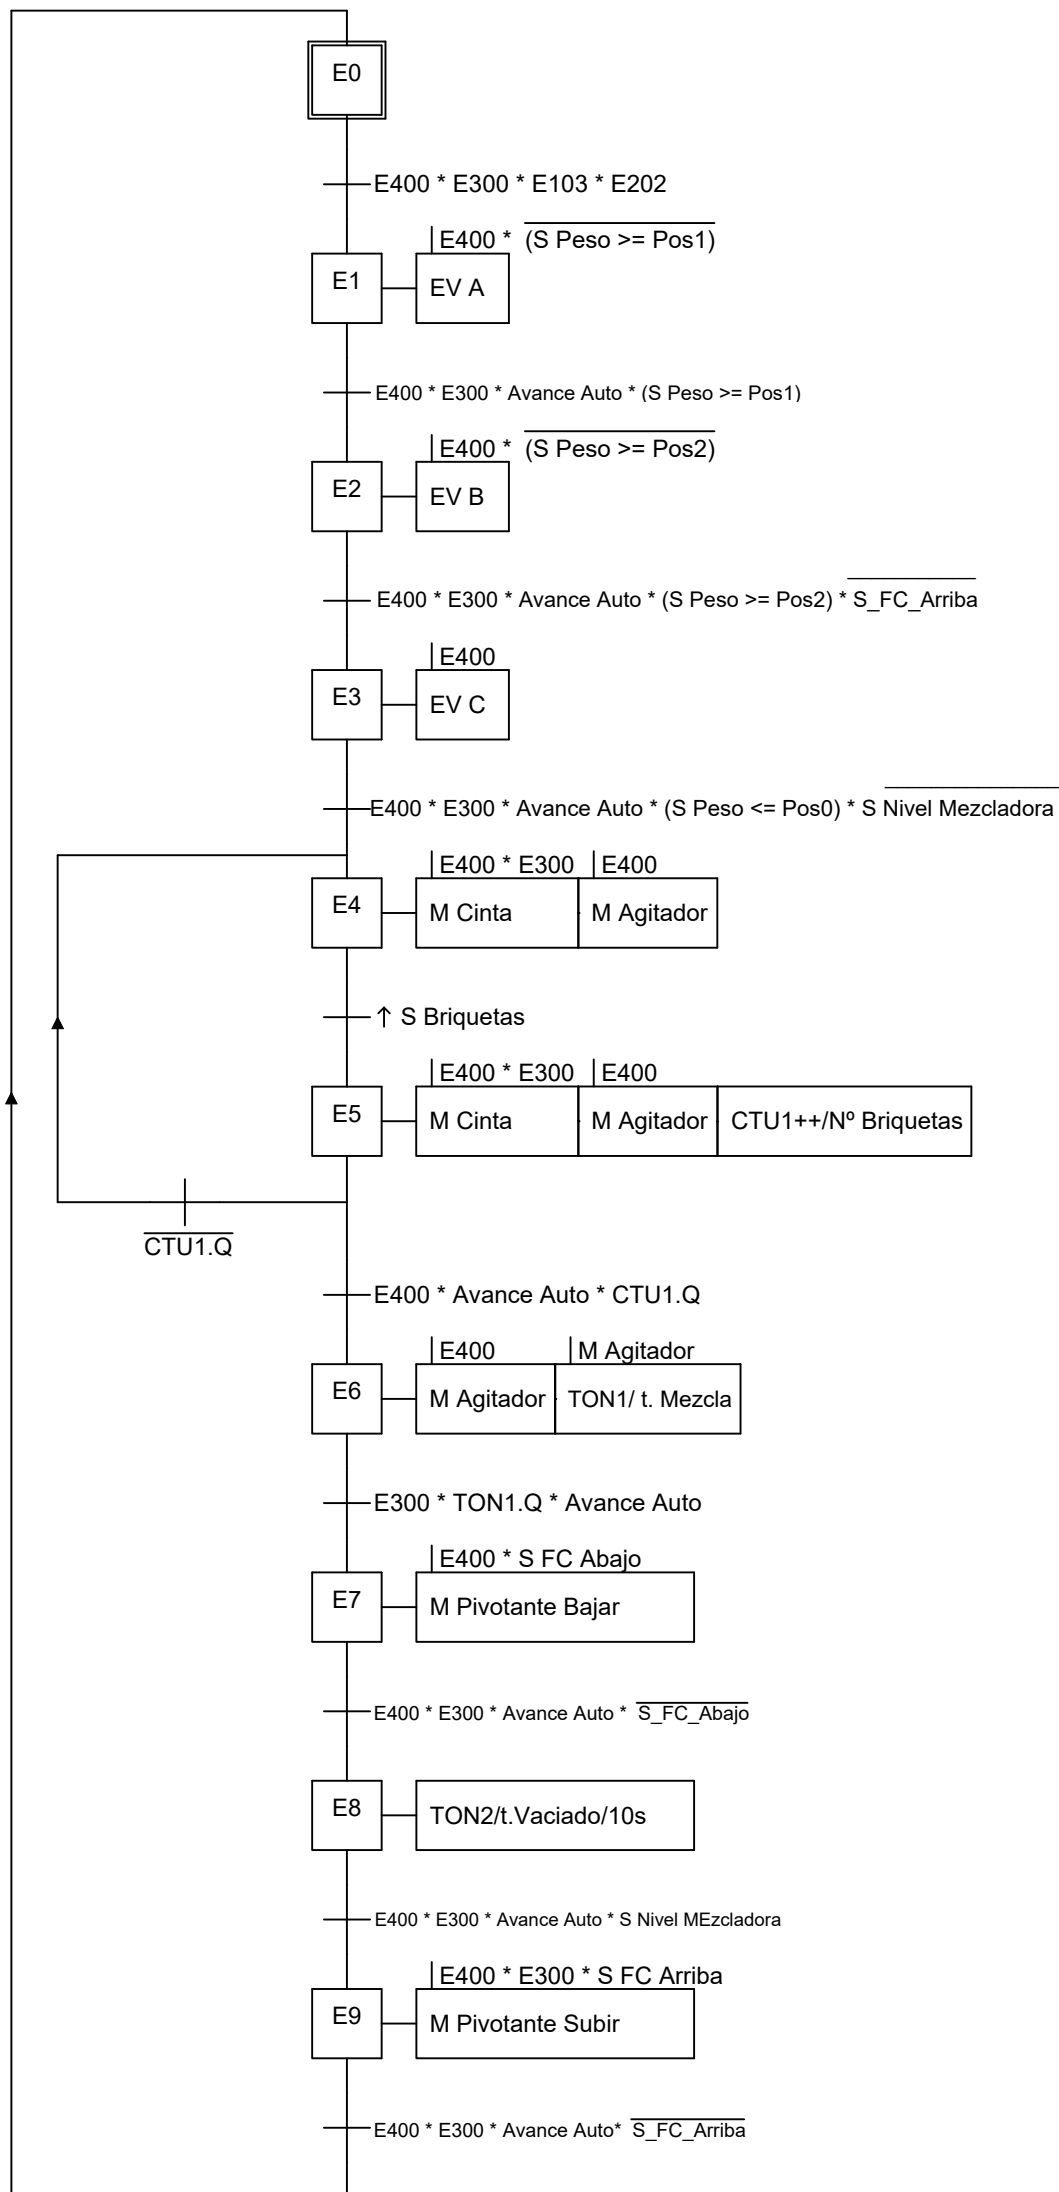 E0
E400 * E300 * E103 * E202
E400 * (S Peso >= Pos1)
E1
EV A
E400 * E300 * Avance Auto * (S Peso >= Pos1)
E400 * (S Peso >= Pos2)
E2
EV B
E400 * E300 * Avance Auto * (S Peso >= Pos2) * S_FC_Arriba
E400
E3
EV C
E400 * E300 * Avance Auto * (S Peso <= Pos0) * S Nivel Mezcladora
E400 * E300
E400
E4
M Cinta
M Agitador
↑ S Briquetas
E400 * E300
E400
E5
M Cinta
M Agitador
CTU1++/Nº Briquetas
CTU1.Q
E400 * Avance Auto * CTU1.Q
E400
M Agitador
E6
M Agitador
TON1/ t. Mezcla
E300 * TON1.Q * Avance Auto
E400 * S FC Abajo
E7
M Pivotante Bajar
E400 * E300 * Avance Auto * S_FC_Abajo
E8
TON2/t.Vaciado/10s
E400 * E300 * Avance Auto * S Nivel MEzcladora
E400 * E300 * S FC Arriba
E9
M Pivotante Subir
E400 * E300 * Avance Auto* S_FC_Arriba